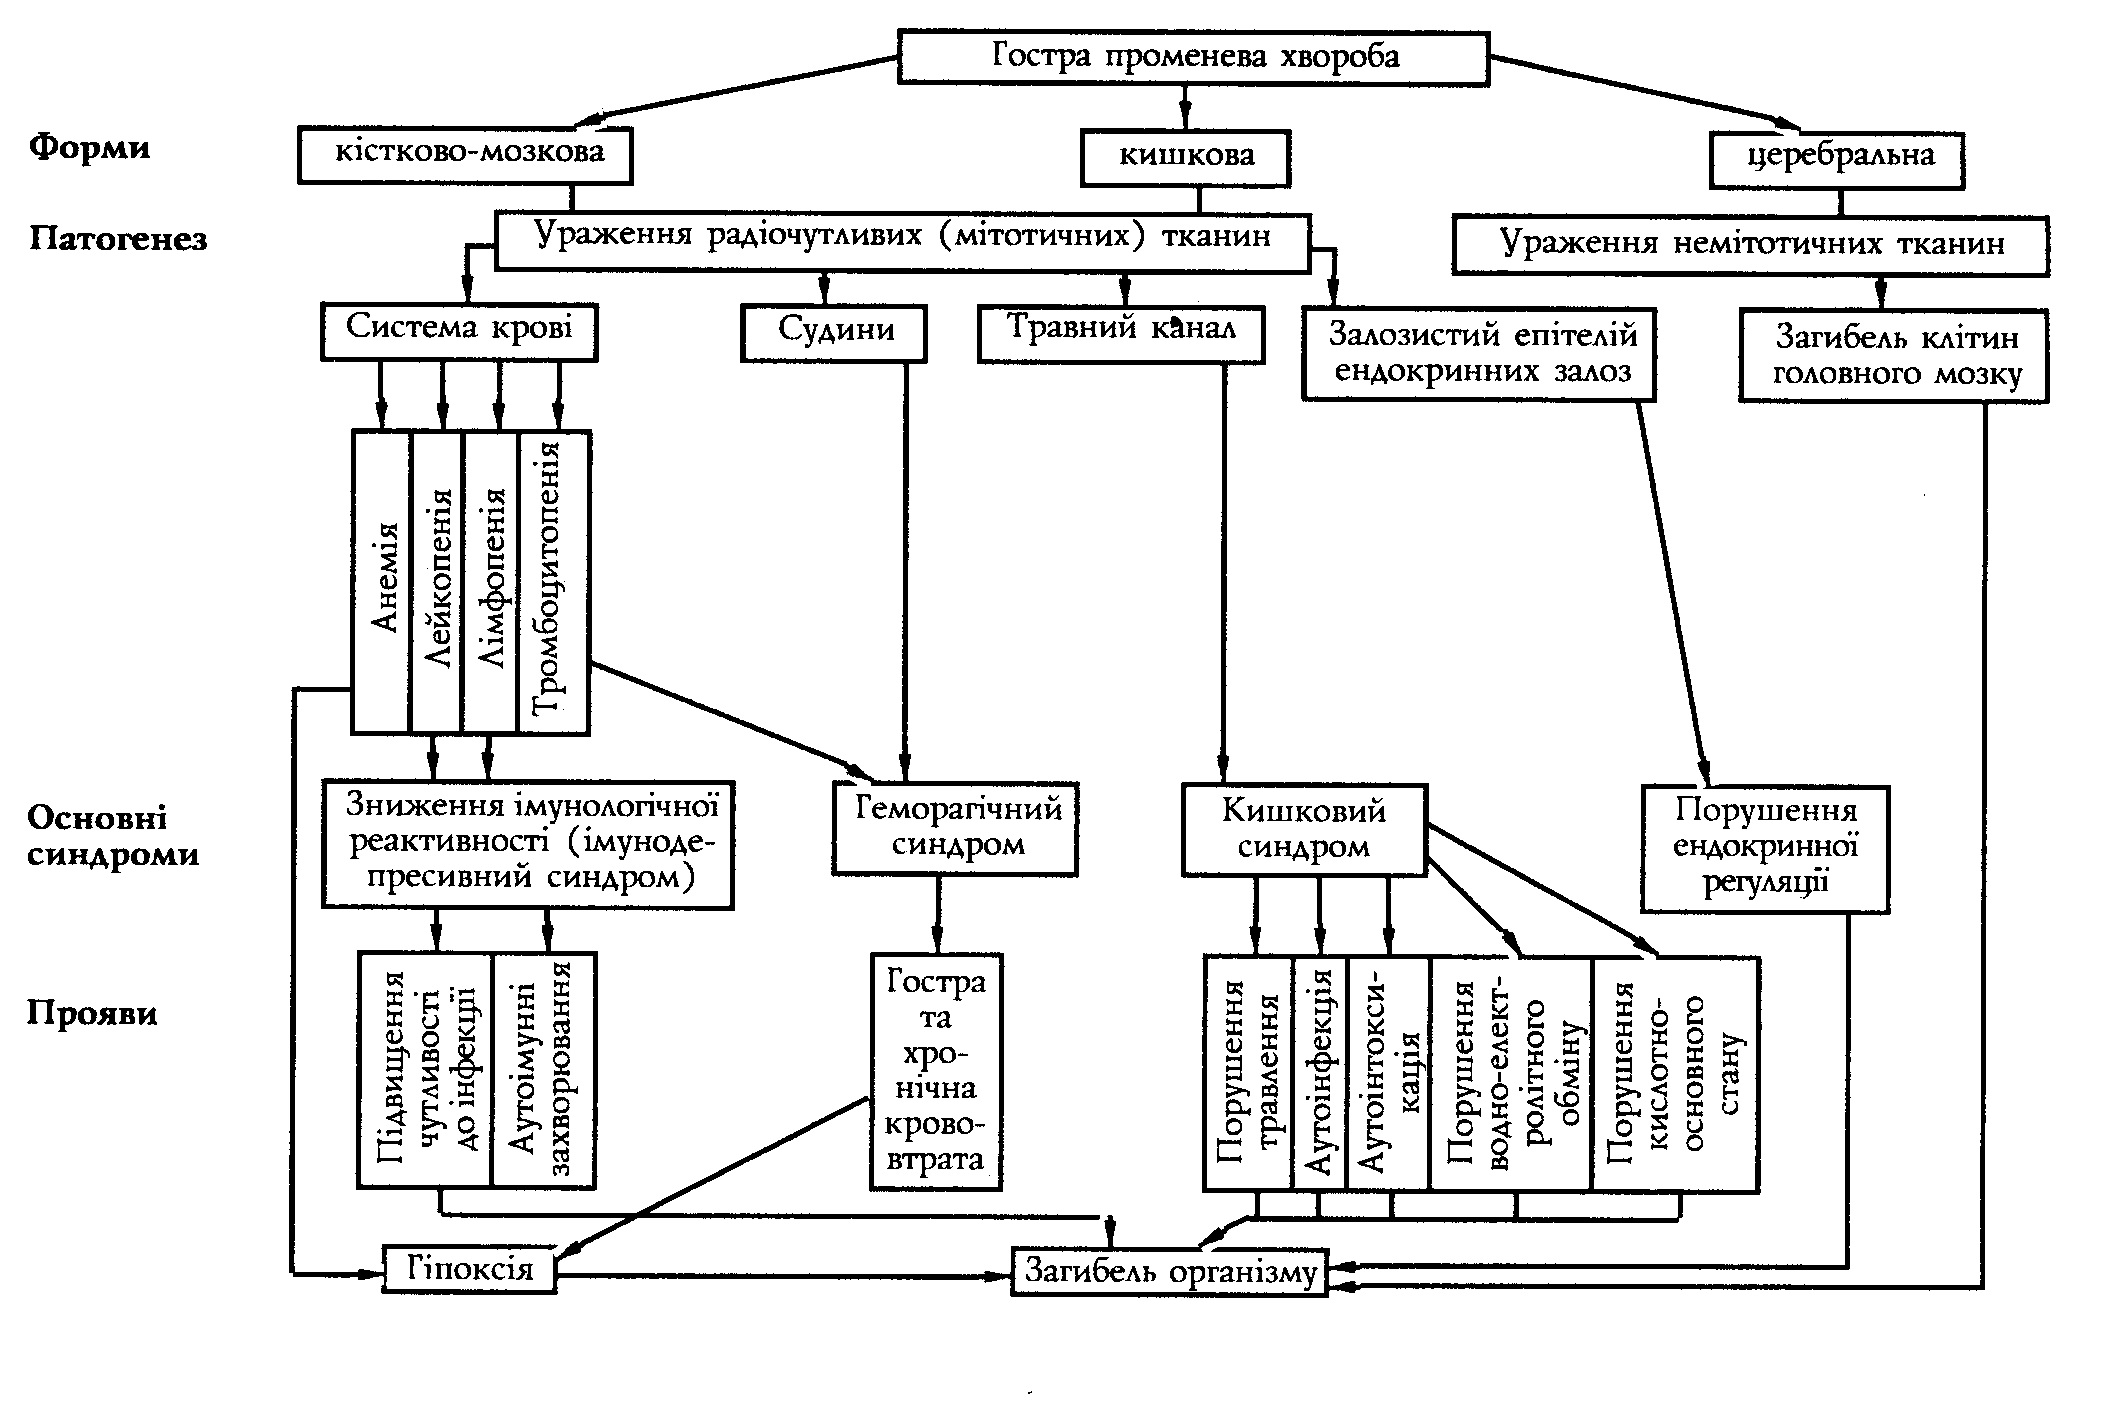 Гостра променева хвороба
Форми
кістково-мозкова
кишкова
церебральна
Патогенез
Ураження радіочутливих (мітотичних) тканин
Ураження немітотичних тканин
Система крові
Судини
Травний канал
Залозистий епітелій
ендокринних залоз
Загибель клітин
головного мозку
Анемія
Лейкопенія
Лімфопенія
Тромбоцитопенія
Основні
синдроми
Зниження імунологічної
реактивності (імуноде-
пресивний синдром)
Геморагічний
синдром
Кишковий
синдром
Порушення
ендокринної
регуляції
Прояви
Підвищення
чутливості
до інфекції
Аутоімунні
захворювання
Гостра
та
хро-
нічна
крово-
втрата
Порушення
травлення
Аутоінфекція
Аутоінтокси-
кація
Порушення
водно-елект-
ролітного
обміну
Порушення
кислотно-
основного
стану
Гіпоксія
Загибель організму